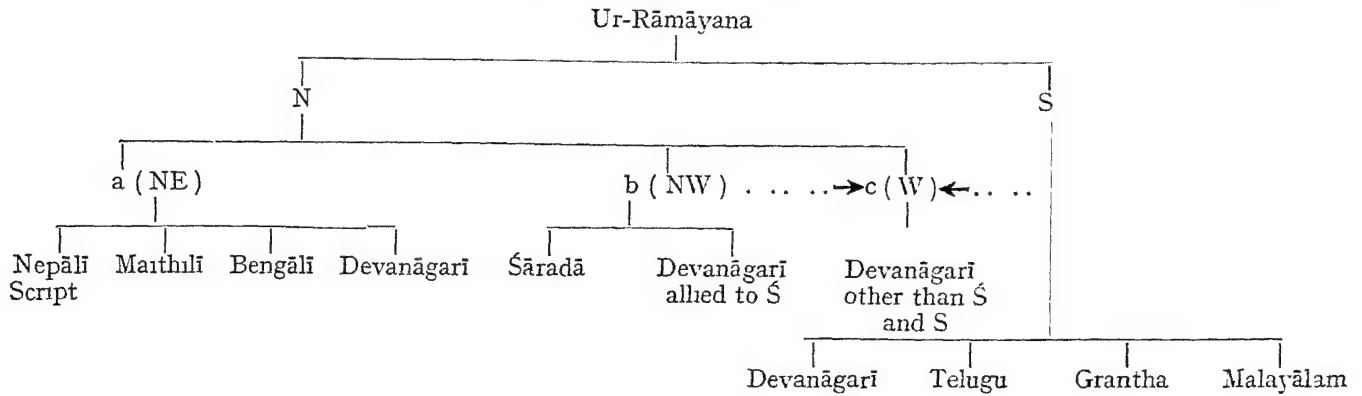 Ur-Rāmāyana
N S
a (NE) b (NW) . . . . .→c (W)←. . . .
Nepālī Maithilī Bengālī Devanāgarī Śāradā Devanāgarī Devanāgarī
Script allied to Ś other than Ś
and S
Devanāgarī Telugu Grantha Malayālam